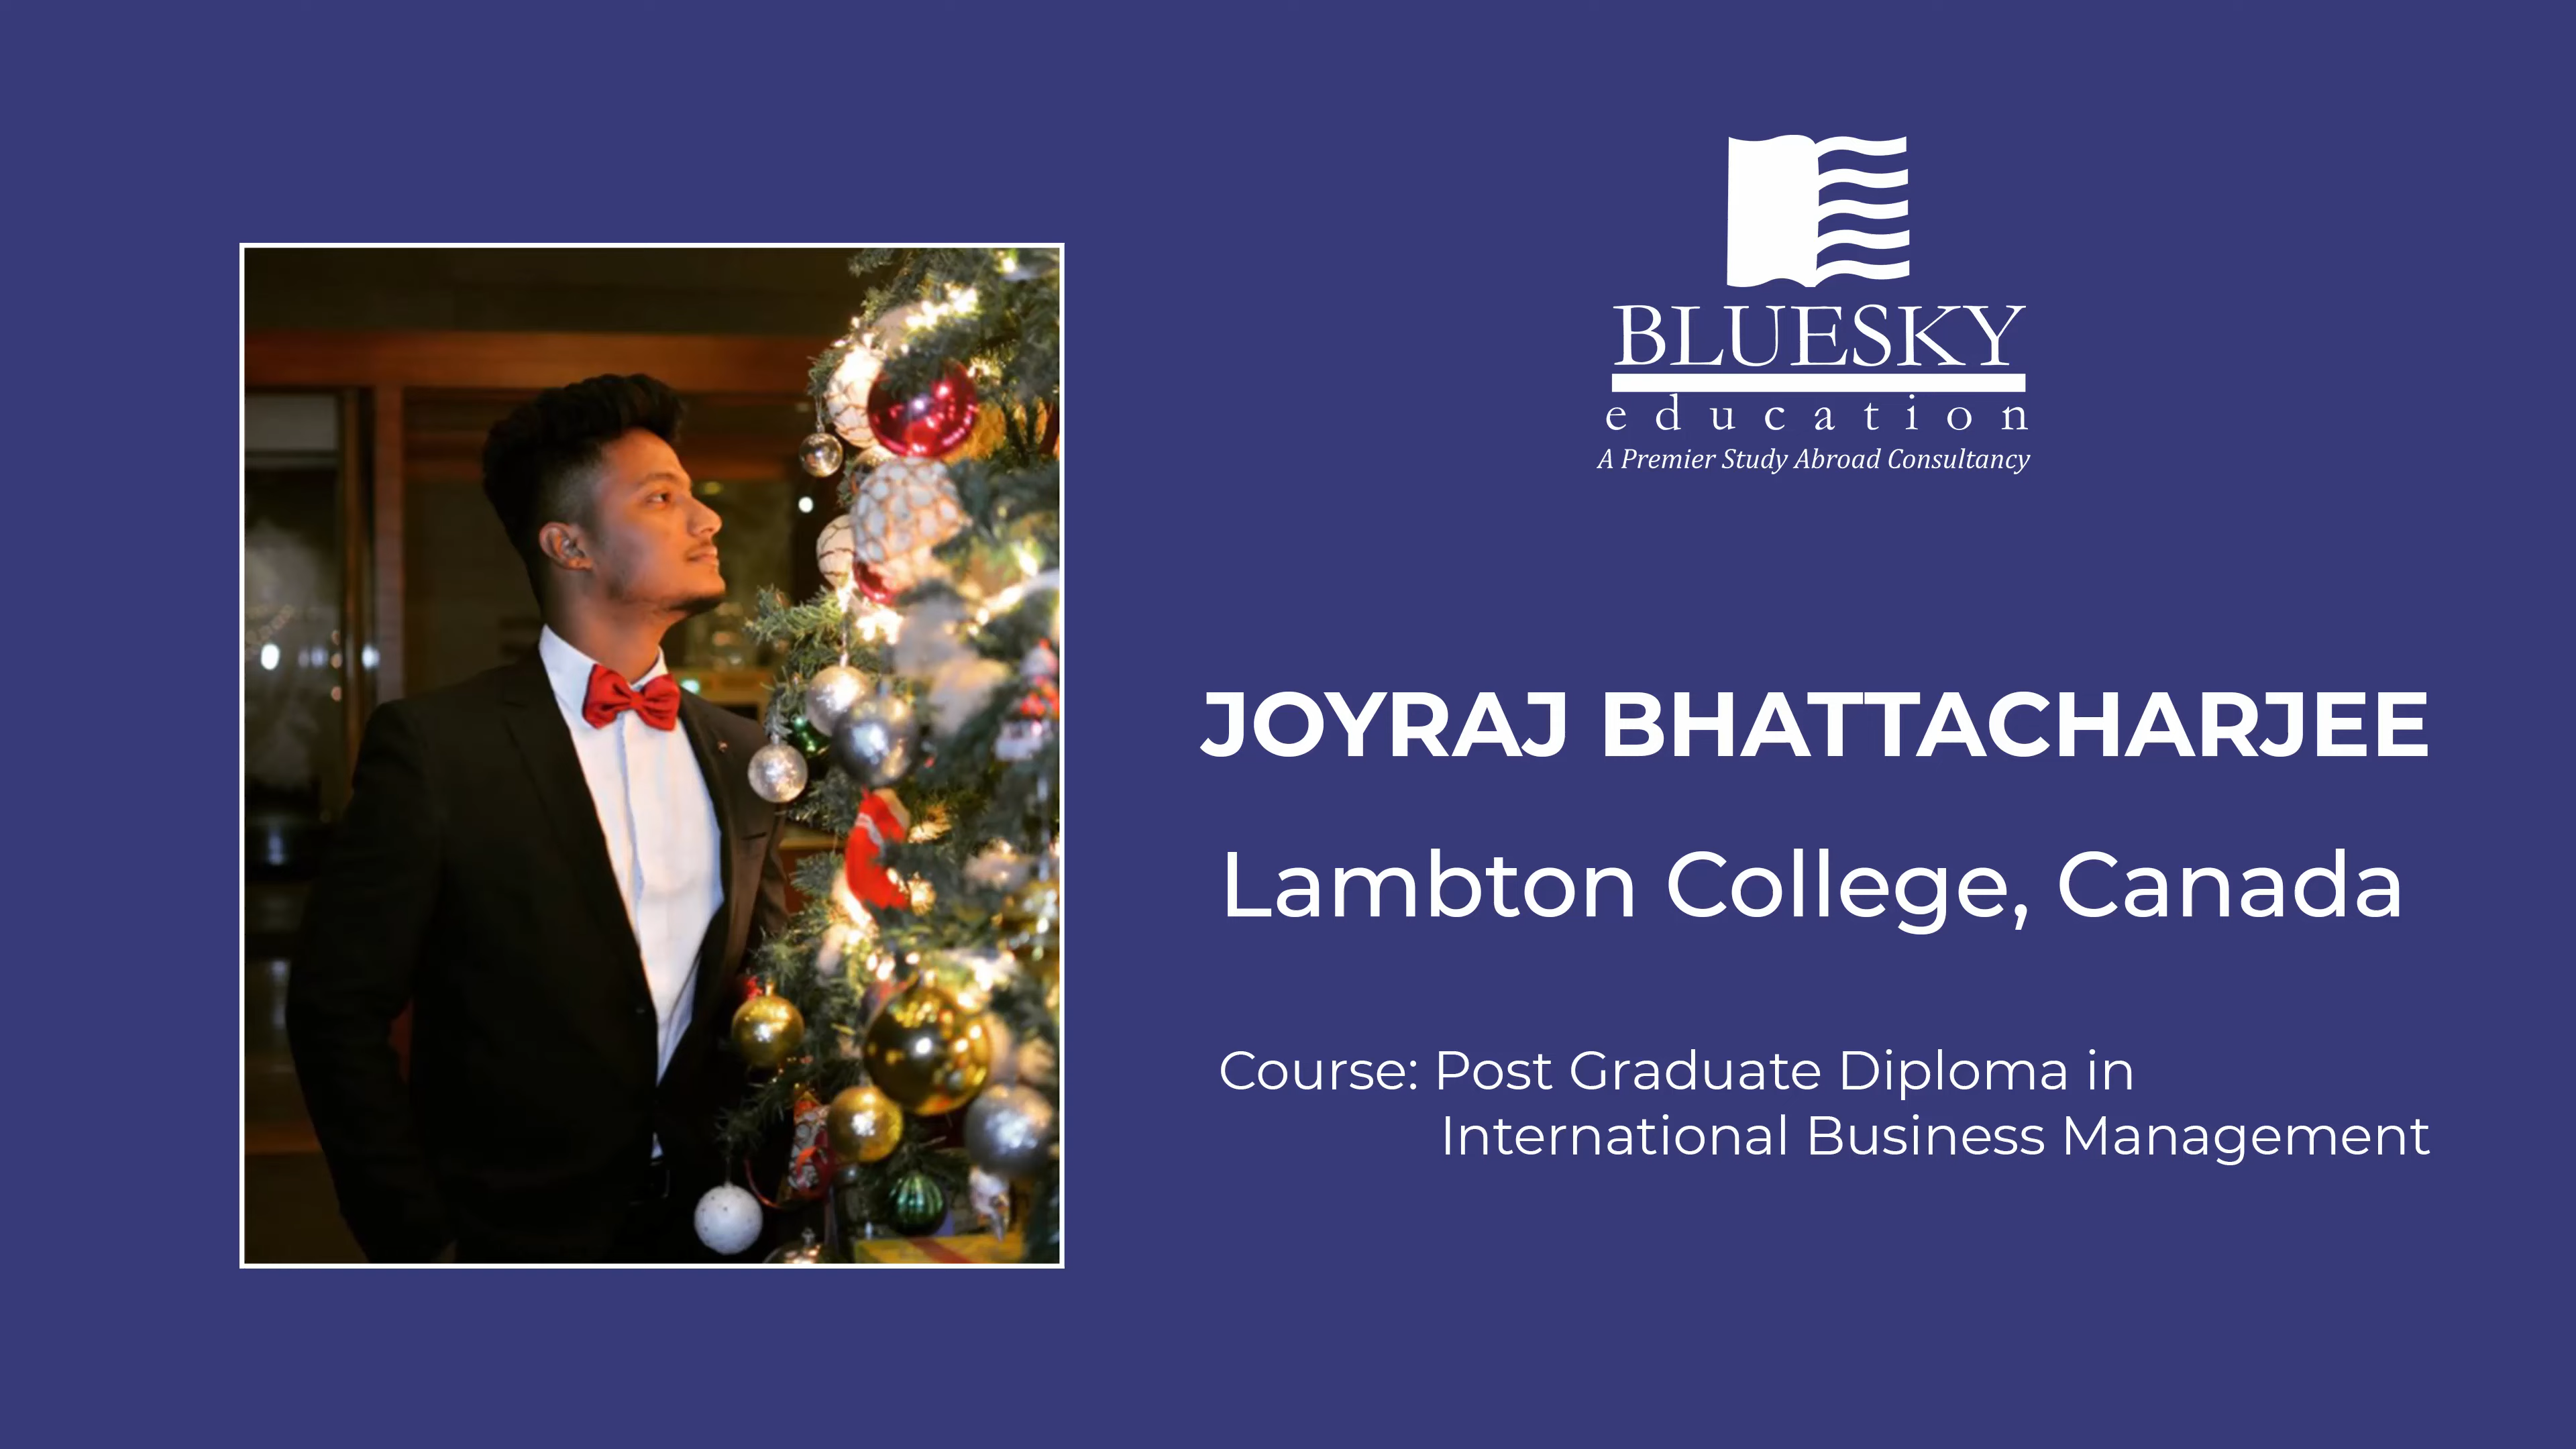 BLUESKY
education
A Premier Study Abroad Consultancy
JOYRAJ BHATTACHARJEE
Lambton College, Canada
Course: Post Graduate Diploma in
International Business Management